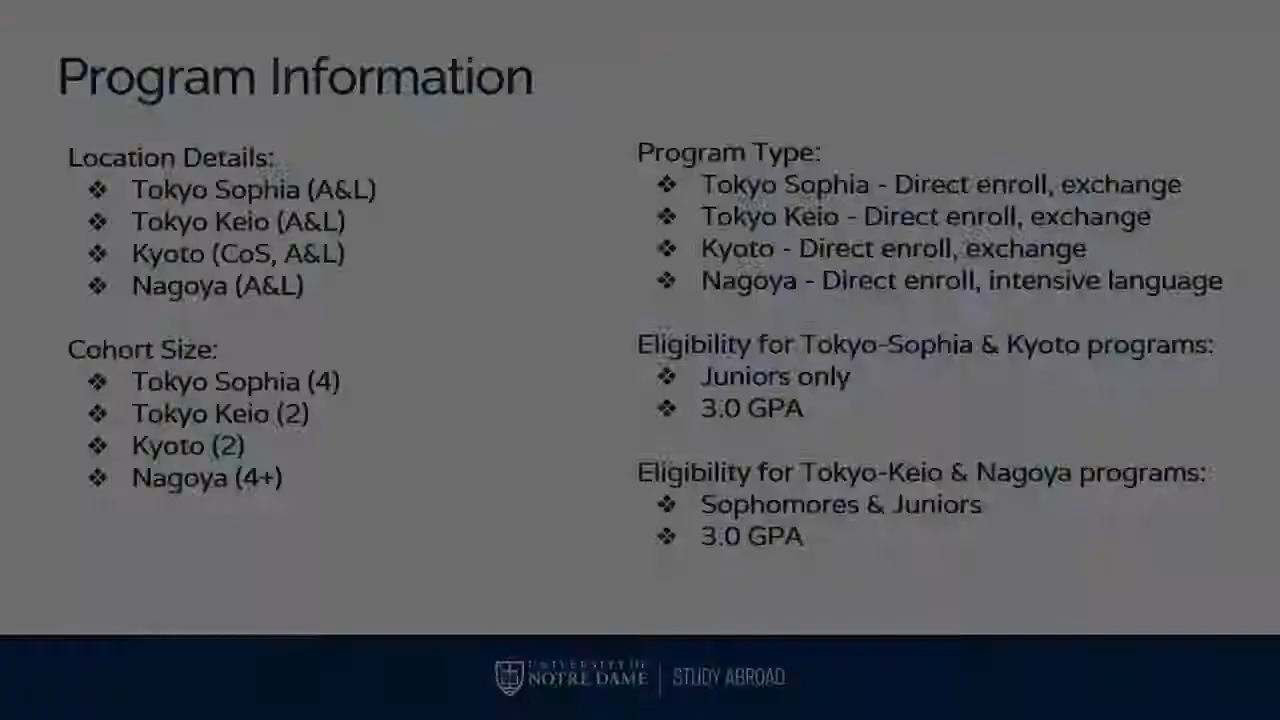 Program Information
Location Details:
❖ Tokyo Sophia (A&L)
❖ Tokyo Keio (A&L)
❖ Kyoto (CoS, A&L)
❖ Nagoya (A&L)
Cohort Size:
❖ Tokyo Sophia (4)
❖ Tokyo Keio (2)
❖ Kyoto (2)
❖ Nagoya (4+)
Program Type:
❖ Tokyo Sophia - Direct enroll, exchange
❖ Tokyo Keio - Direct enroll, exchange
❖ Kyoto - Direct enroll, exchange
❖ Nagoya - Direct enroll, intensive language
Eligibility for Tokyo-Sophia & Kyoto programs:
❖ Juniors only
❖ 3.0 GPA
Eligibility for Tokyo-Keio & Nagoya programs:
❖ Sophomores & Juniors
❖ 3.0 GPA
UNIVERSITY OF
NOTRE DAME
STUDY ABROAD